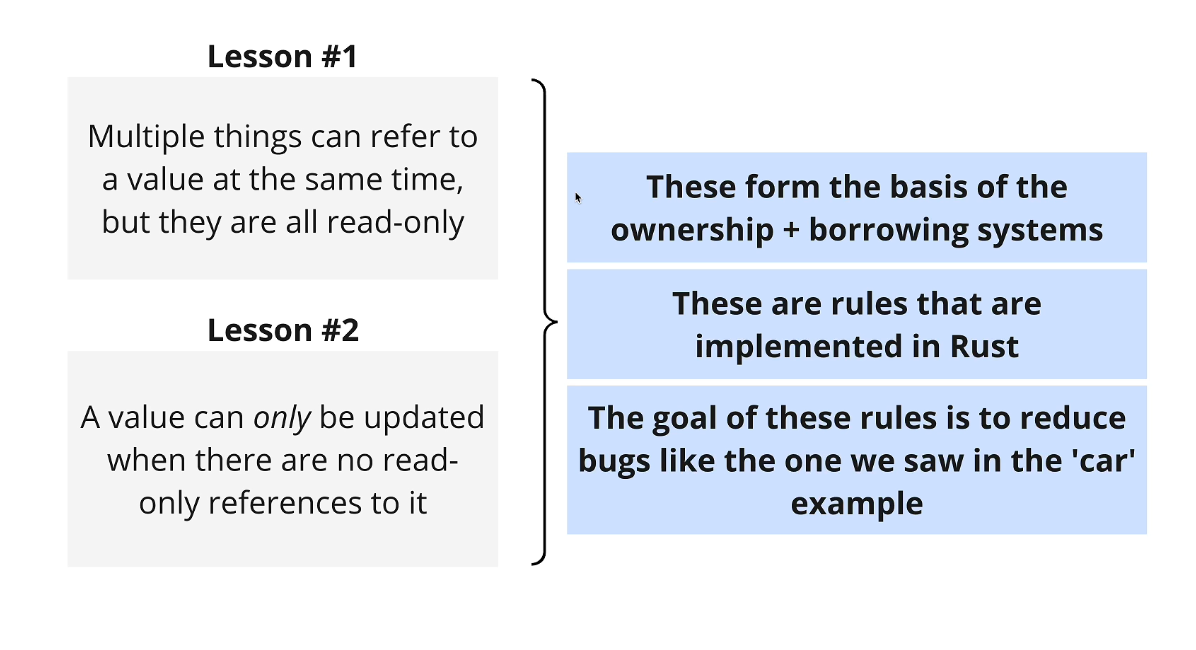 Lesson #1
Multiple things can refer to
a value at the same time,
but they are all read-only
Lesson #2
A value can only be updated
when there are no read-
only references to it
These form the basis of the
ownership + borrowing systems
These are rules that are
implemented in Rust
The goal of these rules is to reduce
bugs like the one we saw in the 'car'
example